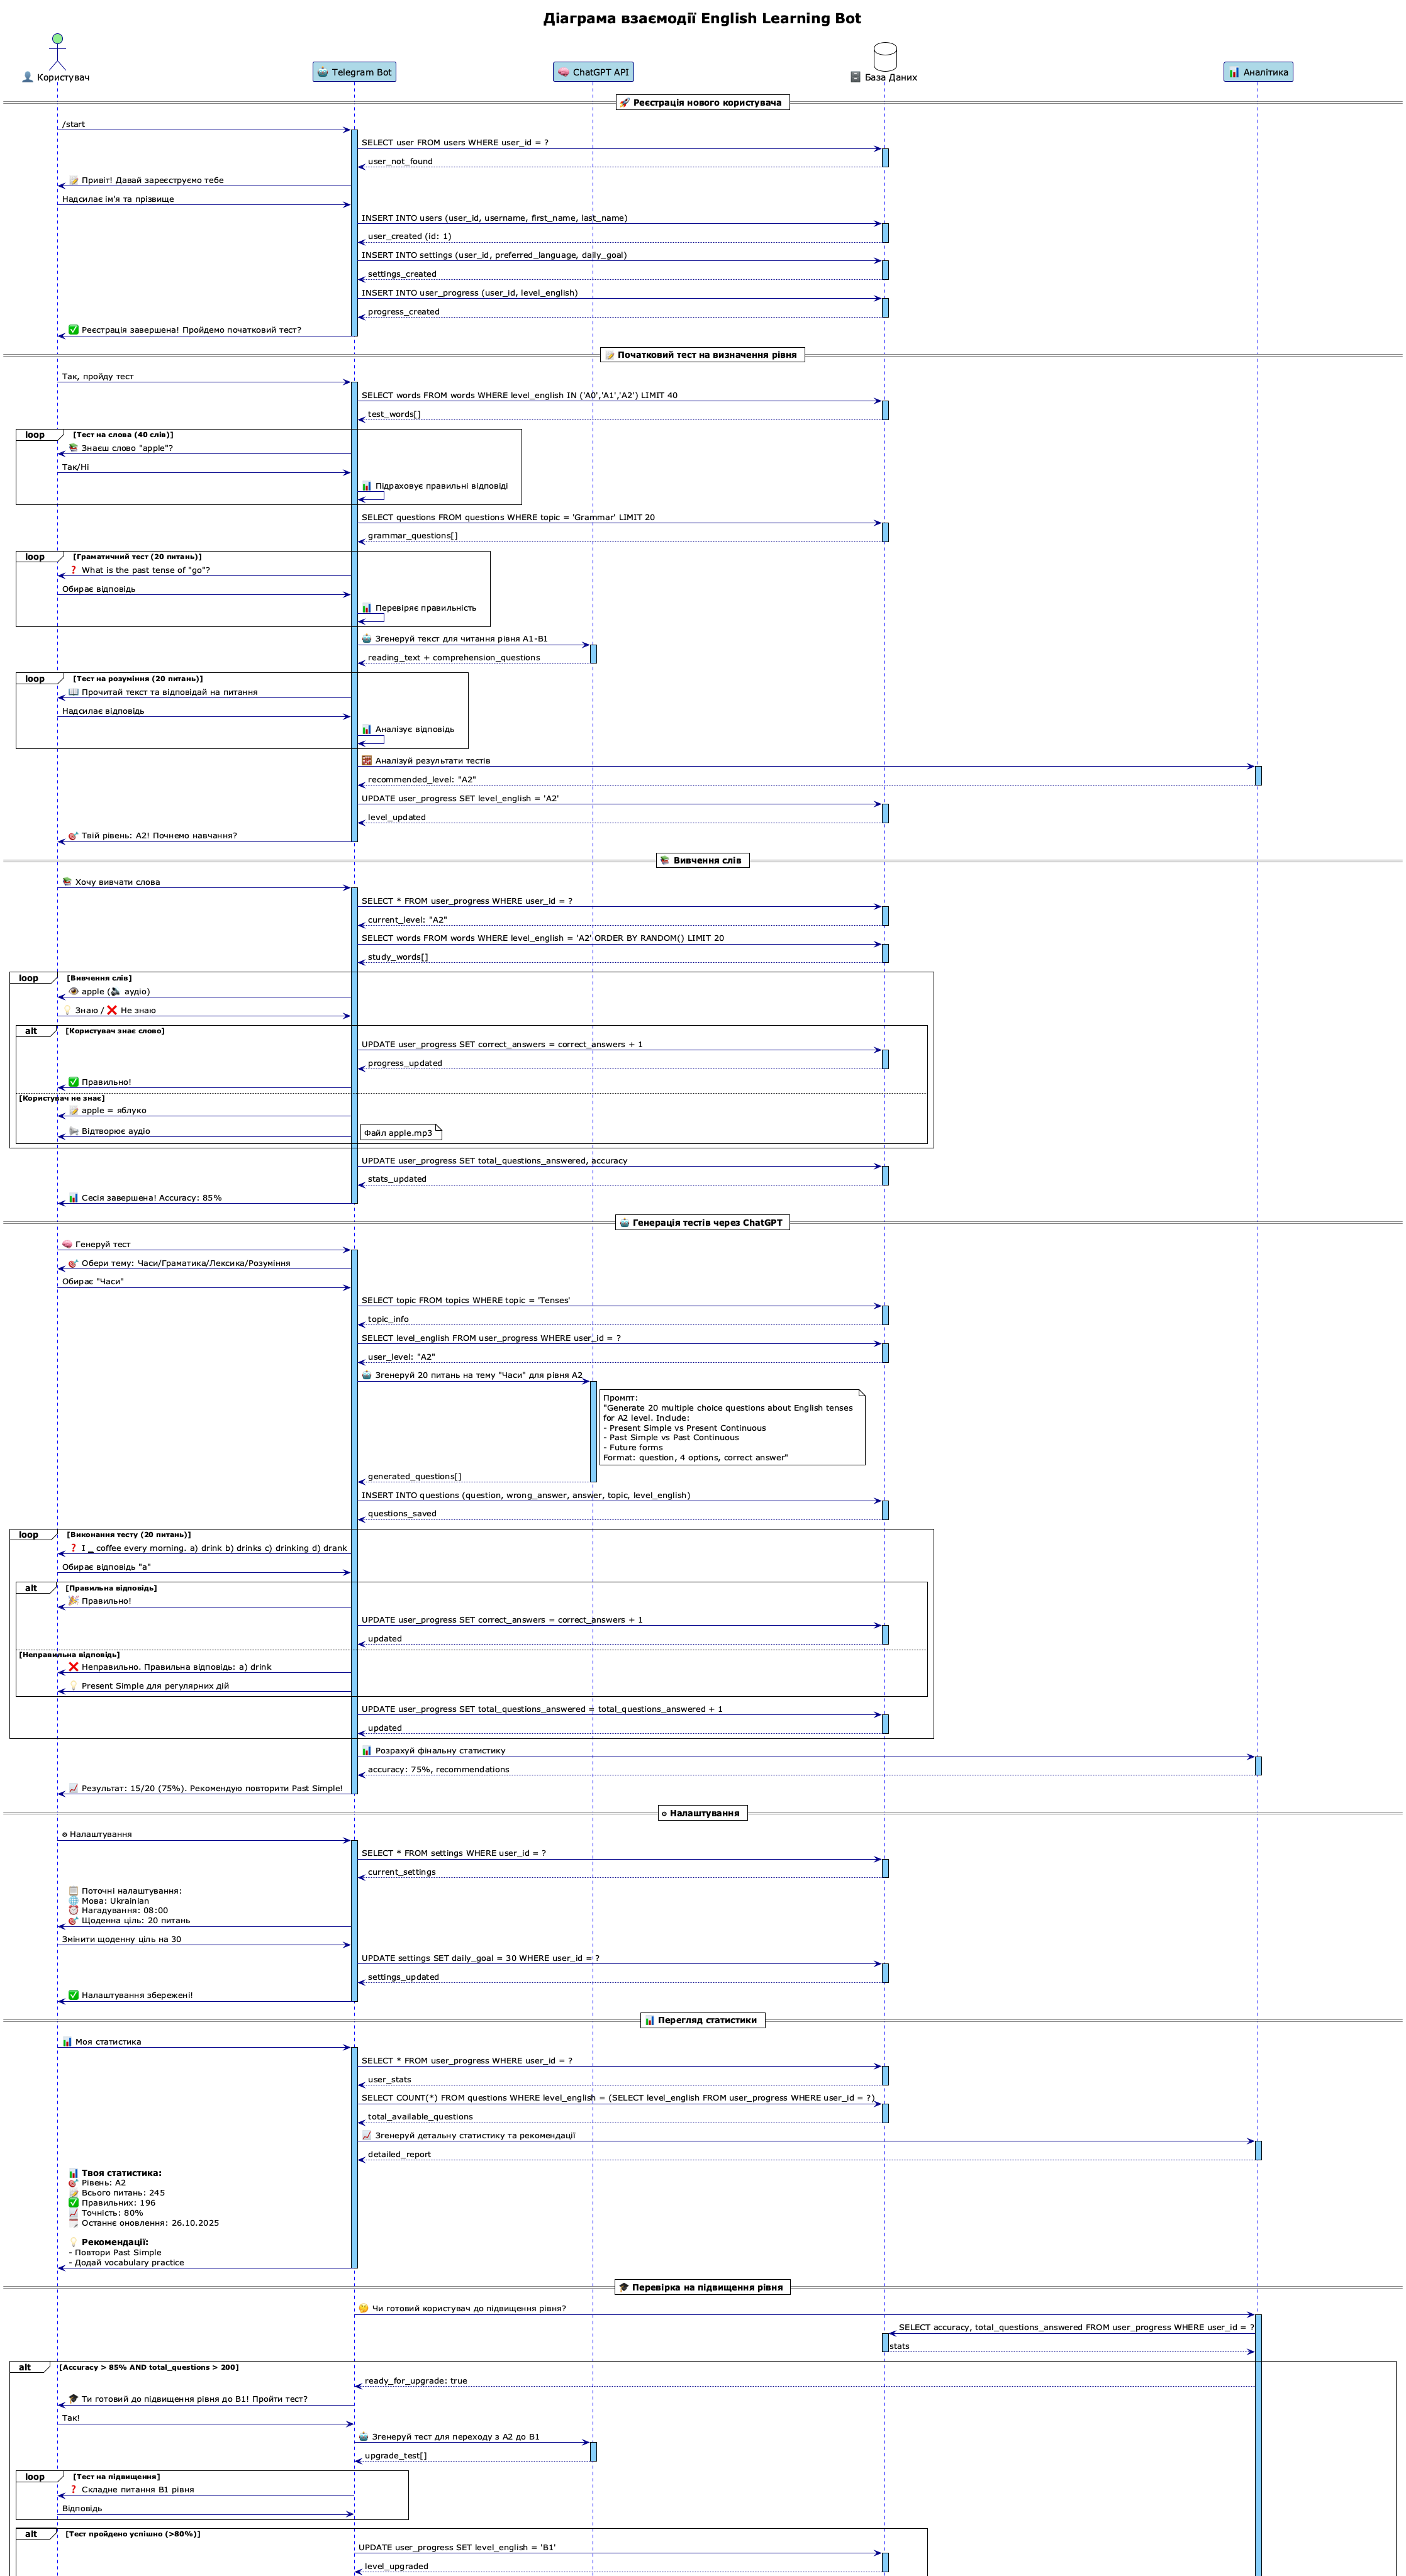 Діаграма взаємодії English Learning Bot
👤 Користувач
🤖 Telegram Bot
🧠 ChatGPT API
🗄️ База Даних
📊 Аналітика
🚀 Реєстрація нового користувача
/start
SELECT user FROM users WHERE user_id = ?
user_not_found
📝 Привіт! Давай зареєструємо тебе
Надсилає ім'я та прізвище
INSERT INTO users (user_id, username, first_name, last_name)
user_created (id: 1)
INSERT INTO settings (user_id, preferred_language, daily_goal)
settings_created
INSERT INTO user_progress (user_id, level_english)
progress_created
✅ Реєстрація завершена! Пройдемо початковий тест?
📝 Початковий тест на визначення рівня
Так, пройду тест
SELECT words FROM words WHERE level_english IN ('A0','A1','A2') LIMIT 40
test_words[]
loop [Тест на слова (40 слів)]
📚 Знаєш слово "apple"?
Так/Ні
📊 Підраховує правильні відповіді
SELECT questions FROM questions WHERE topic = 'Grammar' LIMIT 20
grammar_questions[]
loop [Граматичний тест (20 питань)]
❓ What is the past tense of "go"?
Обирає відповідь
📊 Перевіряє правильність
🤖 Згенеруй текст для читання рівня A1-B1
reading_text + comprehension_questions
loop [Тест на розуміння (20 питань)]
📖 Прочитай текст та відповідай на питання
Надсилає відповідь
📊 Аналізує відповідь
🧮 Аналізуй результати тестів
recommended_level: "A2"
UPDATE user_progress SET level_english = 'A2'
level_updated
🎯 Твій рівень: A2! Почнемо навчання?
📚 Вивчення слів
📚 Хочу вивчати слова
SELECT * FROM user_progress WHERE user_id = ?
current_level: "A2"
SELECT words FROM words WHERE level_english = 'A2' ORDER BY RANDOM() LIMIT 20
study_words[]
loop [Вивчення слів]
👁️ apple (🔊 аудіо)
💡 Знаю / ❌ Не знаю
alt [Користувач знає слово]
UPDATE user_progress SET correct_answers = correct_answers + 1
progress_updated
✅ Правильно!
[Користувач не знає]
📝 apple = яблуко
📢 Відтворює аудіо
Файл apple.mp3
UPDATE user_progress SET total_questions_answered, accuracy
stats_updated
📊 Сесія завершена! Accuracy: 85%
🤖 Генерація тестів через ChatGPT
🧠 Генеруй тест
🎯 Обери тему: Часи/Граматика/Лексика/Розуміння
Обирає "Часи"
SELECT topic FROM topics WHERE topic = 'Tenses'
topic_info
SELECT level_english FROM user_progress WHERE user_id = ?
user_level: "A2"
🤖 Згенеруй 20 питань на тему "Часи" для рівня A2
Промпт:
"Generate 20 multiple choice questions about English tenses
for A2 level. Include:
- Present Simple vs Present Continuous
- Past Simple vs Past Continuous
- Future forms
Format: question, 4 options, correct answer"
generated_questions[]
INSERT INTO questions (question, wrong_answer, answer, topic, level_english)
questions_saved
loop [Виконання тесту (20 питань)]
❓ I _ coffee every morning. a) drink b) drinks c) drinking d) drank
Обирає відповідь "a"
alt [Правильна відповідь]
🎉 Правильно!
UPDATE user_progress SET correct_answers = correct_answers + 1
updated
[Неправильна відповідь]
❌ Неправильно. Правильна відповідь: a) drink
💡 Present Simple для регулярних дій
UPDATE user_progress SET total_questions_answered = total_questions_answered + 1
updated
📊 Розрахуй фінальну статистику
accuracy: 75%, recommendations
📈 Результат: 15/20 (75%). Рекомендую повторити Past Simple!
⚙ Налаштування
⚙ Налаштування
SELECT * FROM settings WHERE user_id = ?
current_settings
📋 Поточні налаштування:
🌐 Мова: Ukrainian
⏰ Нагадування: 08:00
🎯 Щоденна ціль: 20 питань
Змінити щоденну ціль на 30
UPDATE settings SET daily_goal = 30 WHERE user_id = ?
settings_updated
✅ Налаштування збережені!
📊 Перегляд статистики
📊 Моя статистика
SELECT * FROM user_progress WHERE user_id = ?
user_stats
SELECT COUNT(*) FROM questions WHERE level_english = (SELECT level_english FROM user_progress WHERE user_id = ?)
total_available_questions
📈 Згенеруй детальну статистику та рекомендації
detailed_report
📊 Твоя статистика:
🎯 Рівень: A2
📝 Всього питань: 245
✅ Правильних: 196
📈 Точність: 80%
🗓️ Останнє оновлення: 26.10.2025
💡 Рекомендації:
- Повтори Past Simple
- Додай vocabulary practice
🎓 Перевірка на підвищення рівня
🤔 Чи готовий користувач до підвищення рівня?
SELECT accuracy, total_questions_answered FROM user_progress WHERE user_id = ?
stats
alt [Accuracy > 85% AND total_questions > 200]
ready_for_upgrade: true
🎓 Ти готовий до підвищення рівня до B1! Пройти тест?
Так!
🤖 Згенеруй тест для переходу з A2 до B1
upgrade_test[]
loop [Тест на підвищення]
❓ Складне питання B1 рівня
Відповідь
alt [Тест пройдено успішно (>80%)]
UPDATE user_progress SET level_english = 'B1'
level_upgraded